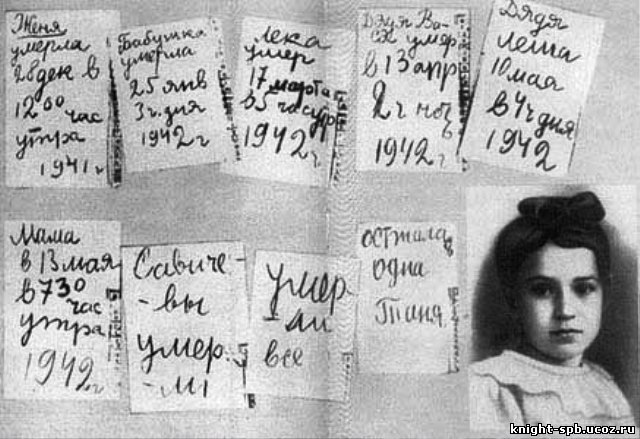 Женя
умерла
28 дек в
12 00 час
утра
1941 г
Бабушка
умерла
25 янв
3 ч. дня
1942 г
Лека
умер
17 марта
в 5 час утр
1942 г.
Дядя Ва-
ся умер
в 13 апр
2 ч ночь
1942 г
Дядя
Леша
10 мая
в 4 ч дня
1942
Мама
в 13 мая
в 7 30
час
утра
1942 г
Савиче-
-вы
умер-
-ли
умер
-ли
все
осталась
одна
Таня
knight-spb.ucoz.ru